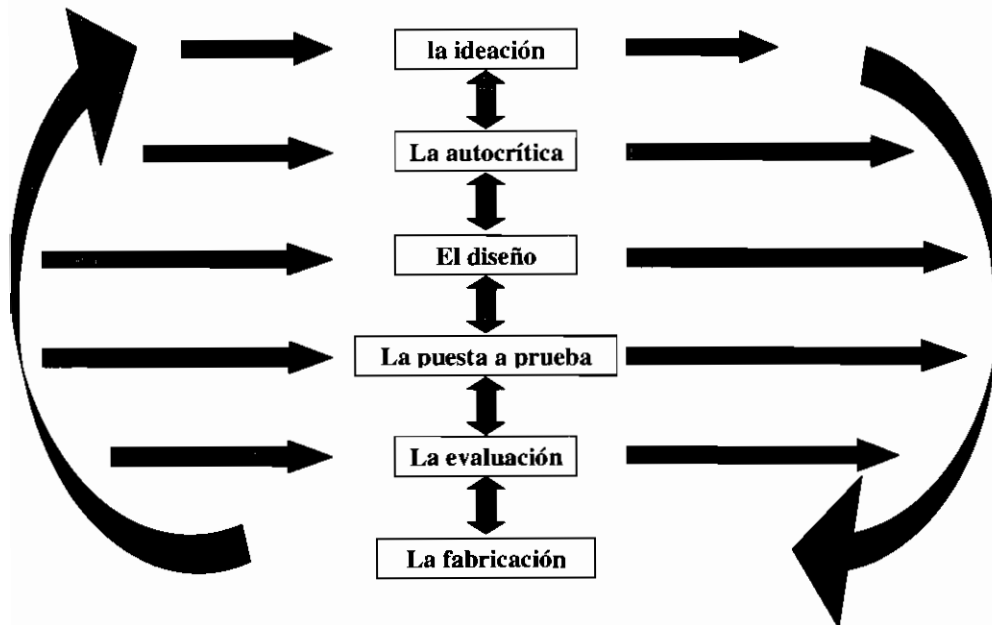 la ideación
La autocrítica
El diseño
La puesta a prueba
La evaluación
La fabricación